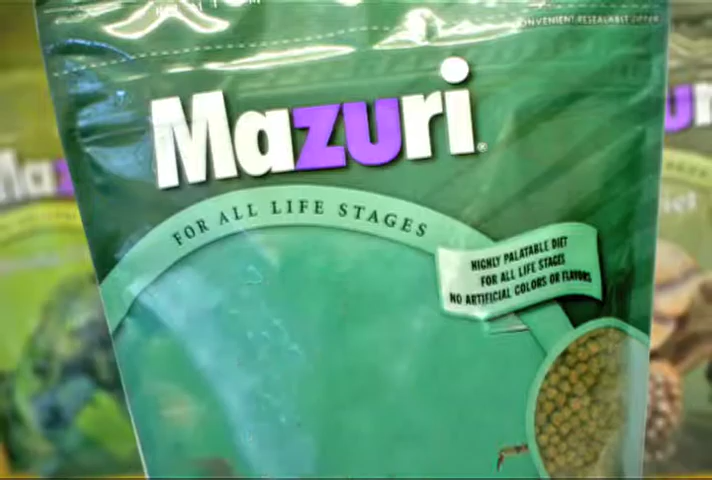 CONVENIENT RESEALABLE ZIPPER
Mazuri®
FOR ALL LIFE STAGES
HIGHLY PALATABLE DIET
FOR ALL LIFE STAGES
NO ARTIFICIAL COLORS OR FLAVORS
Maz
u